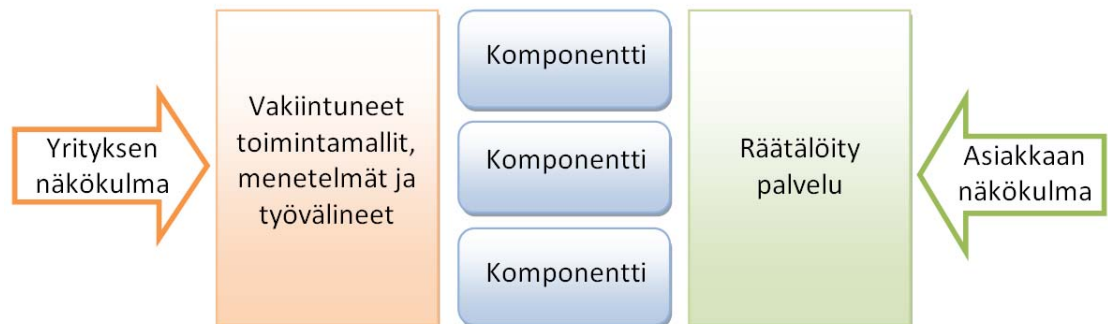 Yrityksen
näkökulma
Vakiintuneet
toimintamallit,
menetelmät ja
työvälineet
Komponentti
Komponentti
Komponentti
Räätälöity
palvelu
Asiakkaan
näkökulma